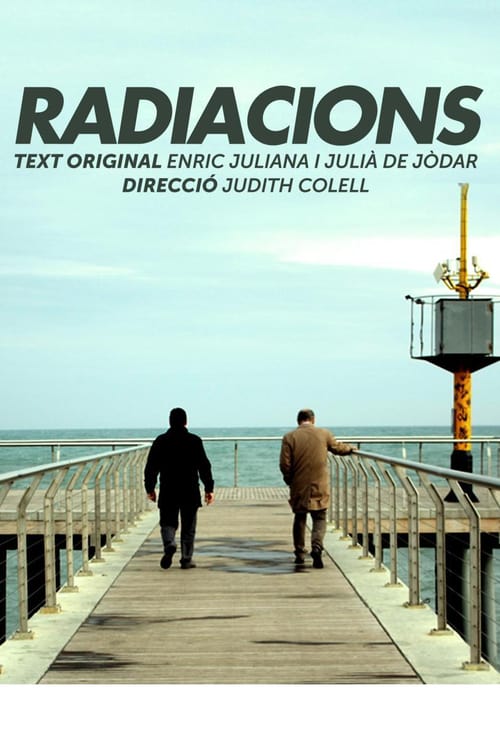 RADIACIONS
TEXT ORIGINAL ENRIC JULIANA I JULIÀ DE JÒDAR
DIRECCIÓ JUDITH COLELL